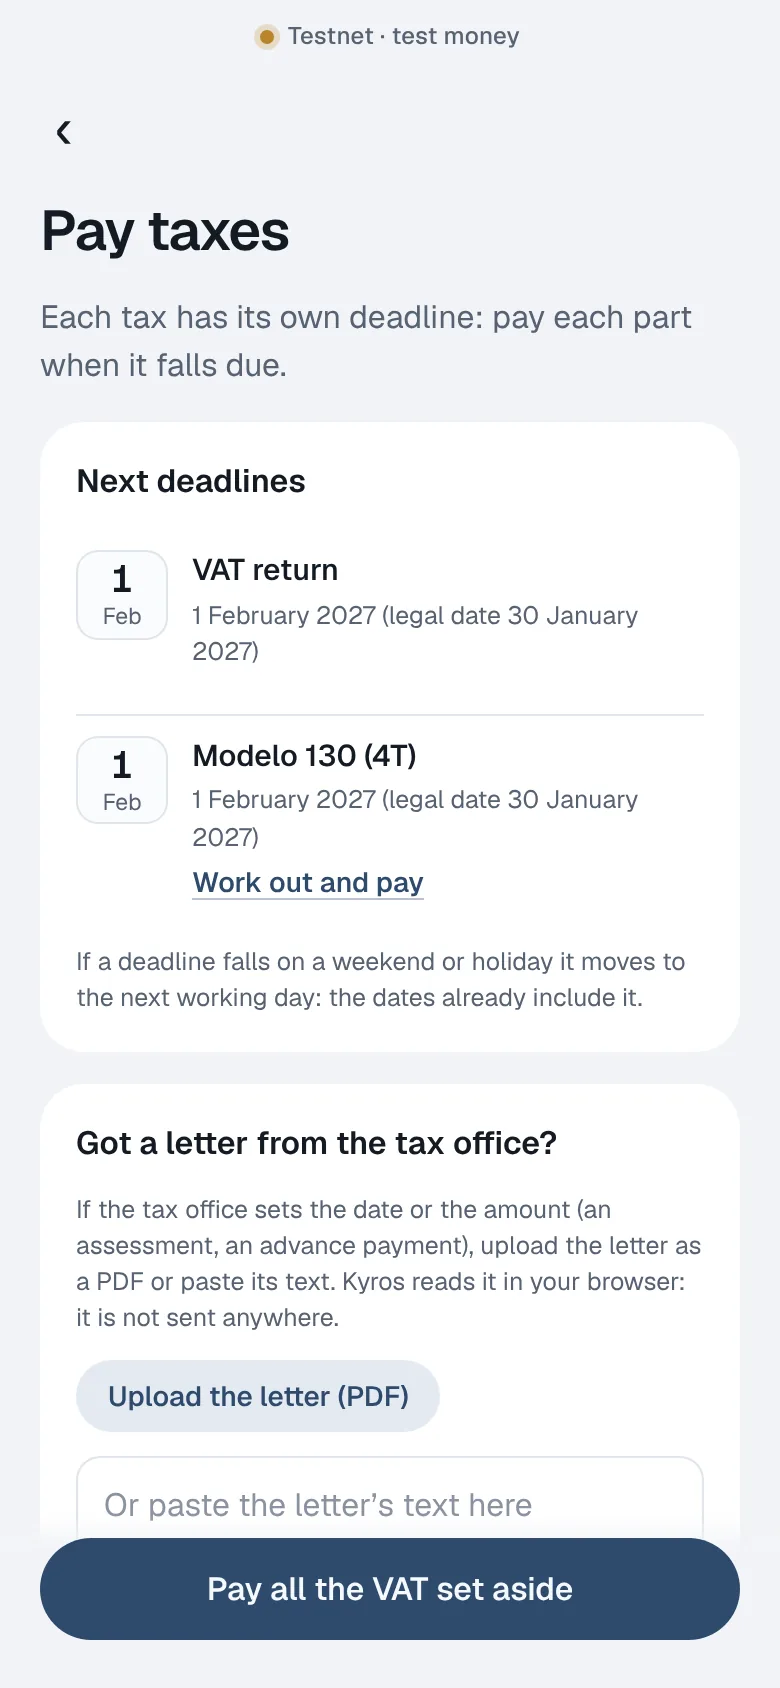 Testnet · test money
Pay taxes
Each tax has its own deadline: pay each part
when it falls due.
Next deadlines
1
Feb
VAT return
1 February 2027 (legal date 30 January
2027)
1
Feb
Modelo 130 (4T)
1 February 2027 (legal date 30 January
2027)
Work out and pay
If a deadline falls on a weekend or holiday it moves to
the next working day: the dates already include it.
Got a letter from the tax office?
If the tax office sets the date or the amount (an
assessment, an advance payment), upload the letter as
a PDF or paste its text. Kyros reads it in your browser:
it is not sent anywhere.
Upload the letter (PDF)
Or paste the letter’s text here
Pay all the VAT set aside